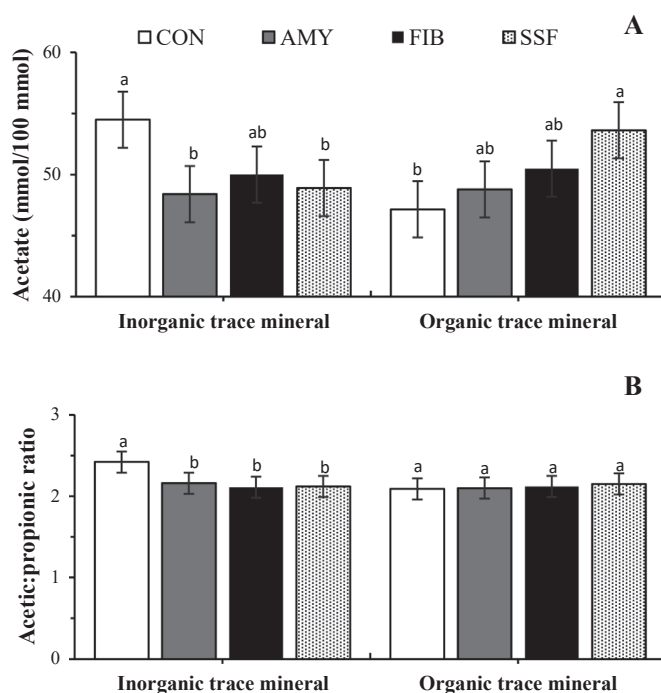 A
CON AMY FIB SSF
60
50
40
Acetate (mmol/100 mmol)
a
b
ab
b
b
ab
ab
a
Inorganic trace mineral Organic trace mineral
B
3
2
1
0
Acetic:propionic ratio
a
b
b
b
a
a
a
a
Inorganic trace mineral Organic trace mineral